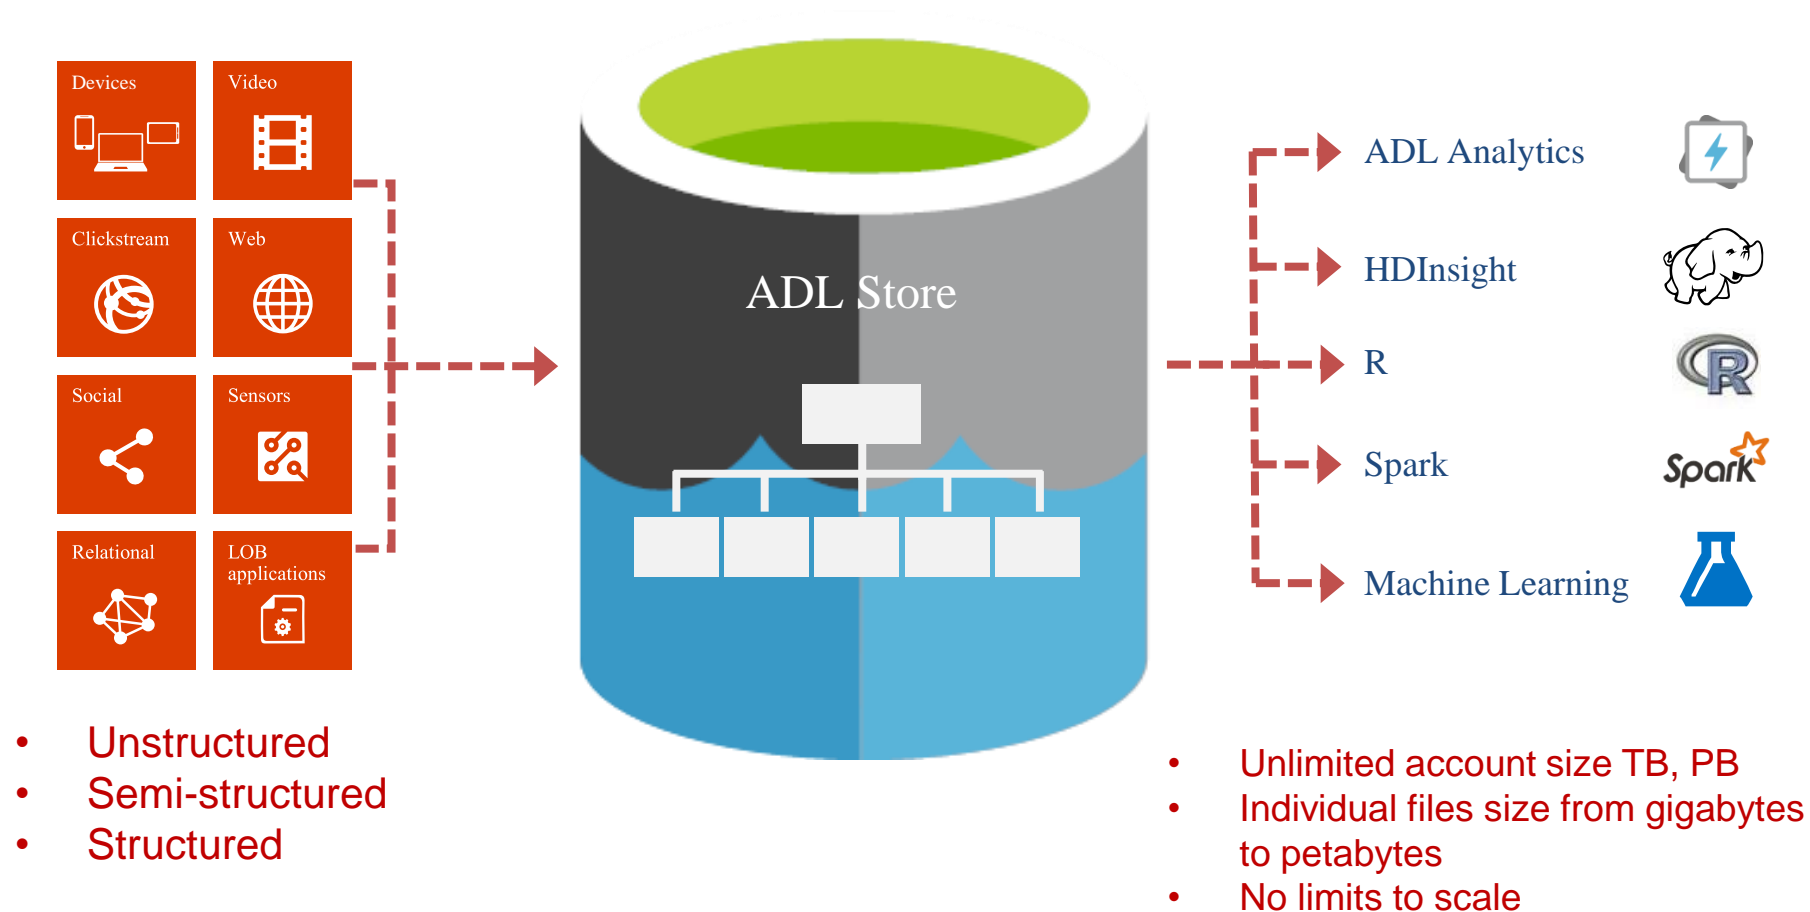 Devices
Video
Clickstream
Web
Social
Sensors
Relational
LOB
applications
• Unstructured
• Semi-structured
• Structured
ADL Store
ADL Analytics
HDInsight
R
R
Spark
Spark
Machine Learning
• Unlimited account size TB, PB
• Individual files size from gigabytes
to petabytes
• No limits to scale